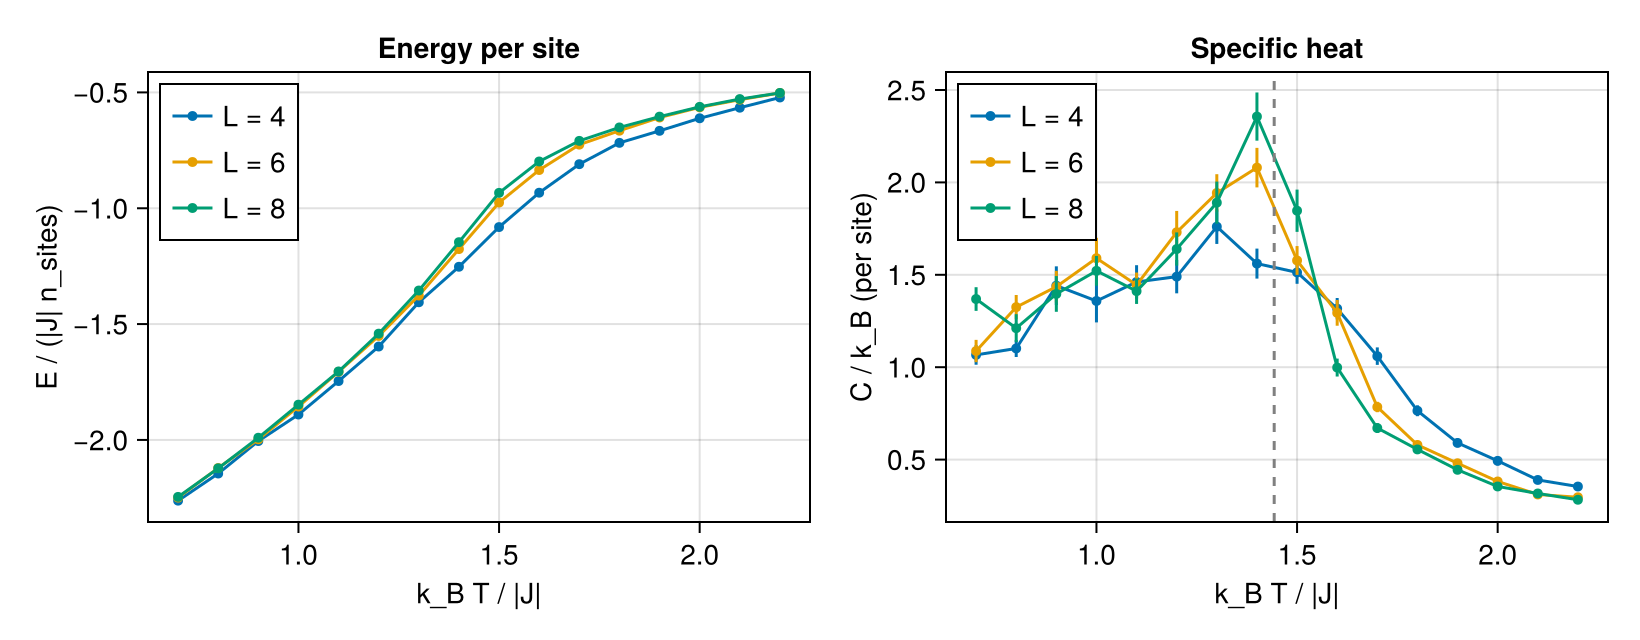 Energy per site
E / (|J| n_sites)
−0.5
−1.0
−1.5
−2.0
L = 4
L = 6
L = 8
1.0 1.5 2.0
k_B T / |J|
Specific heat
C / k_B (per site)
2.5
2.0
1.5
1.0
0.5
L = 4
L = 6
L = 8
1.0 1.5 2.0
k_B T / |J|